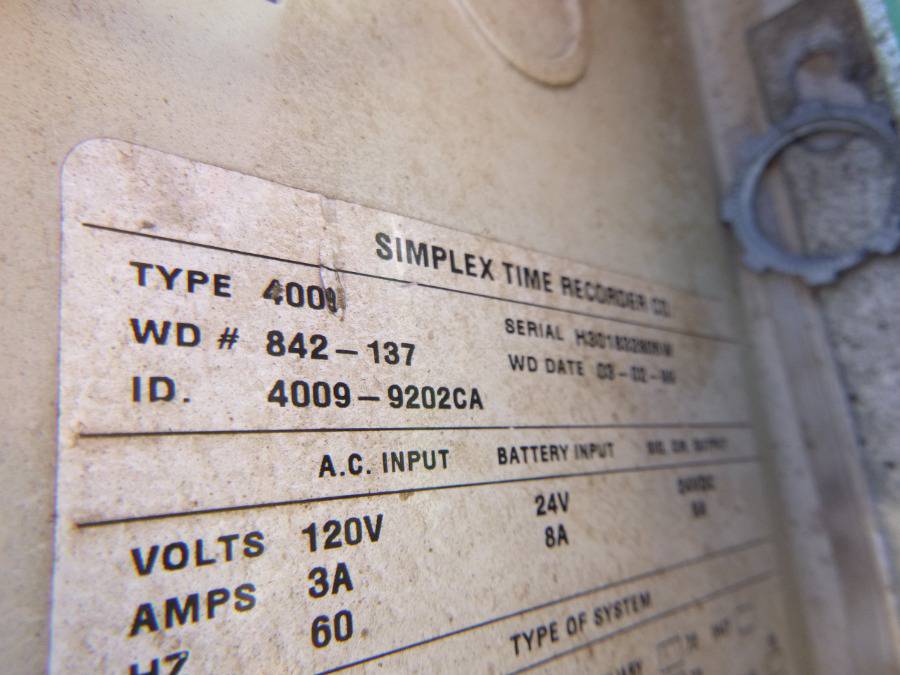 SIMPLEX TIME RECORDER CO.
TYPE 4009 SERIAL
WD # 842-137 WD DATE
ID. 4009-9202CA
A.C. INPUT BATTERY INPUT
VOLTS 120V 24V
AMPS 3A 8A
HZ 60
TYPE OF SYSTEM